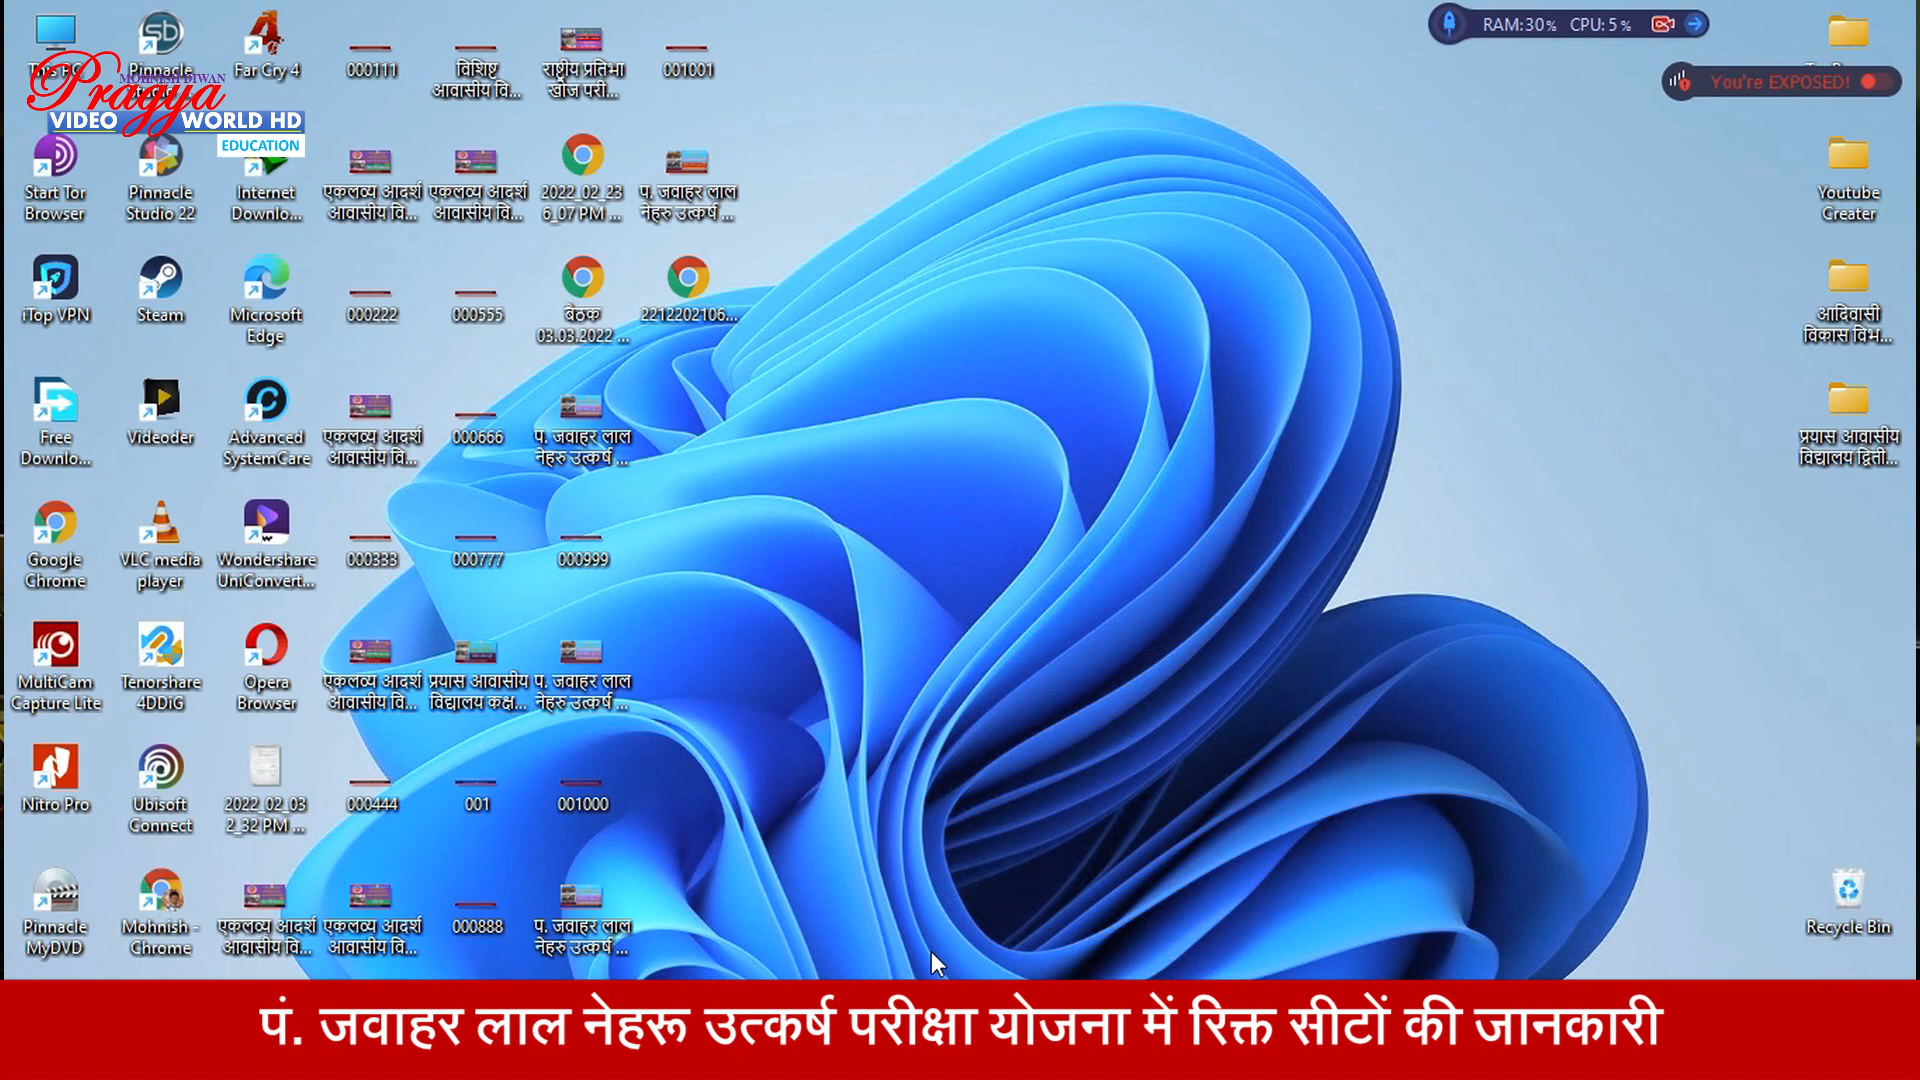 This PC
Pinnacle
Far Cry 4
000111
विशिष्ट
आवासीय वि...
राष्ट्रीय प्रतिभा
खोज परी...
001001
RAM:30% CPU: 5%
You're EXPOSED!
MOHNISH DIWAN
Pragya
VIDEO WORLD HD
EDUCATION
Start Tor
Browser
Pinnacle
Studio 22
Internet
Downlo...
एकलव्य आदर्श
आवासीय वि...
एकलव्य आदर्श
आवासीय वि...
2022_02_23
6_07 PM ...
पं. जवाहर लाल
नेहरु उत्कर्ष ...
Youtube
Creater
iTop VPN
Steam
Microsoft
Edge
000222
000555
बैठक
03.03.2022 ...
2212202106...
आदिवासी
विकास विभ...
Free
Downlo...
Videoder
Advanced
SystemCare
एकलव्य आदर्श
आवासीय वि...
000666
पं. जवाहर लाल
नेहरु उत्कर्ष ...
प्रयास आवासीय
विद्यालय द्विती...
Google
Chrome
VLC media
player
Wondershare
UniConvert...
000333
000777
000999
MultiCam
Capture Lite
Tenorshare
4DDiG
Opera
Browser
एकलव्य आदर्श
आवासीय वि...
प्रयास आवासीय
विद्यालय कक्ष...
पं. जवाहर लाल
नेहरु उत्कर्ष ...
Nitro Pro
Ubisoft
Connect
2022_02_03
2_32 PM ...
000444
001
001000
Pinnacle
MyDVD
Mohnish -
Chrome
एकलव्य आदर्श
आवासीय वि...
एकलव्य आदर्श
आवासीय वि...
000888
पं. जवाहर लाल
नेहरु उत्कर्ष ...
Recycle Bin
पं. जवाहर लाल नेहरू उत्कर्ष परीक्षा योजना में रिक्त सीटों की जानकारी